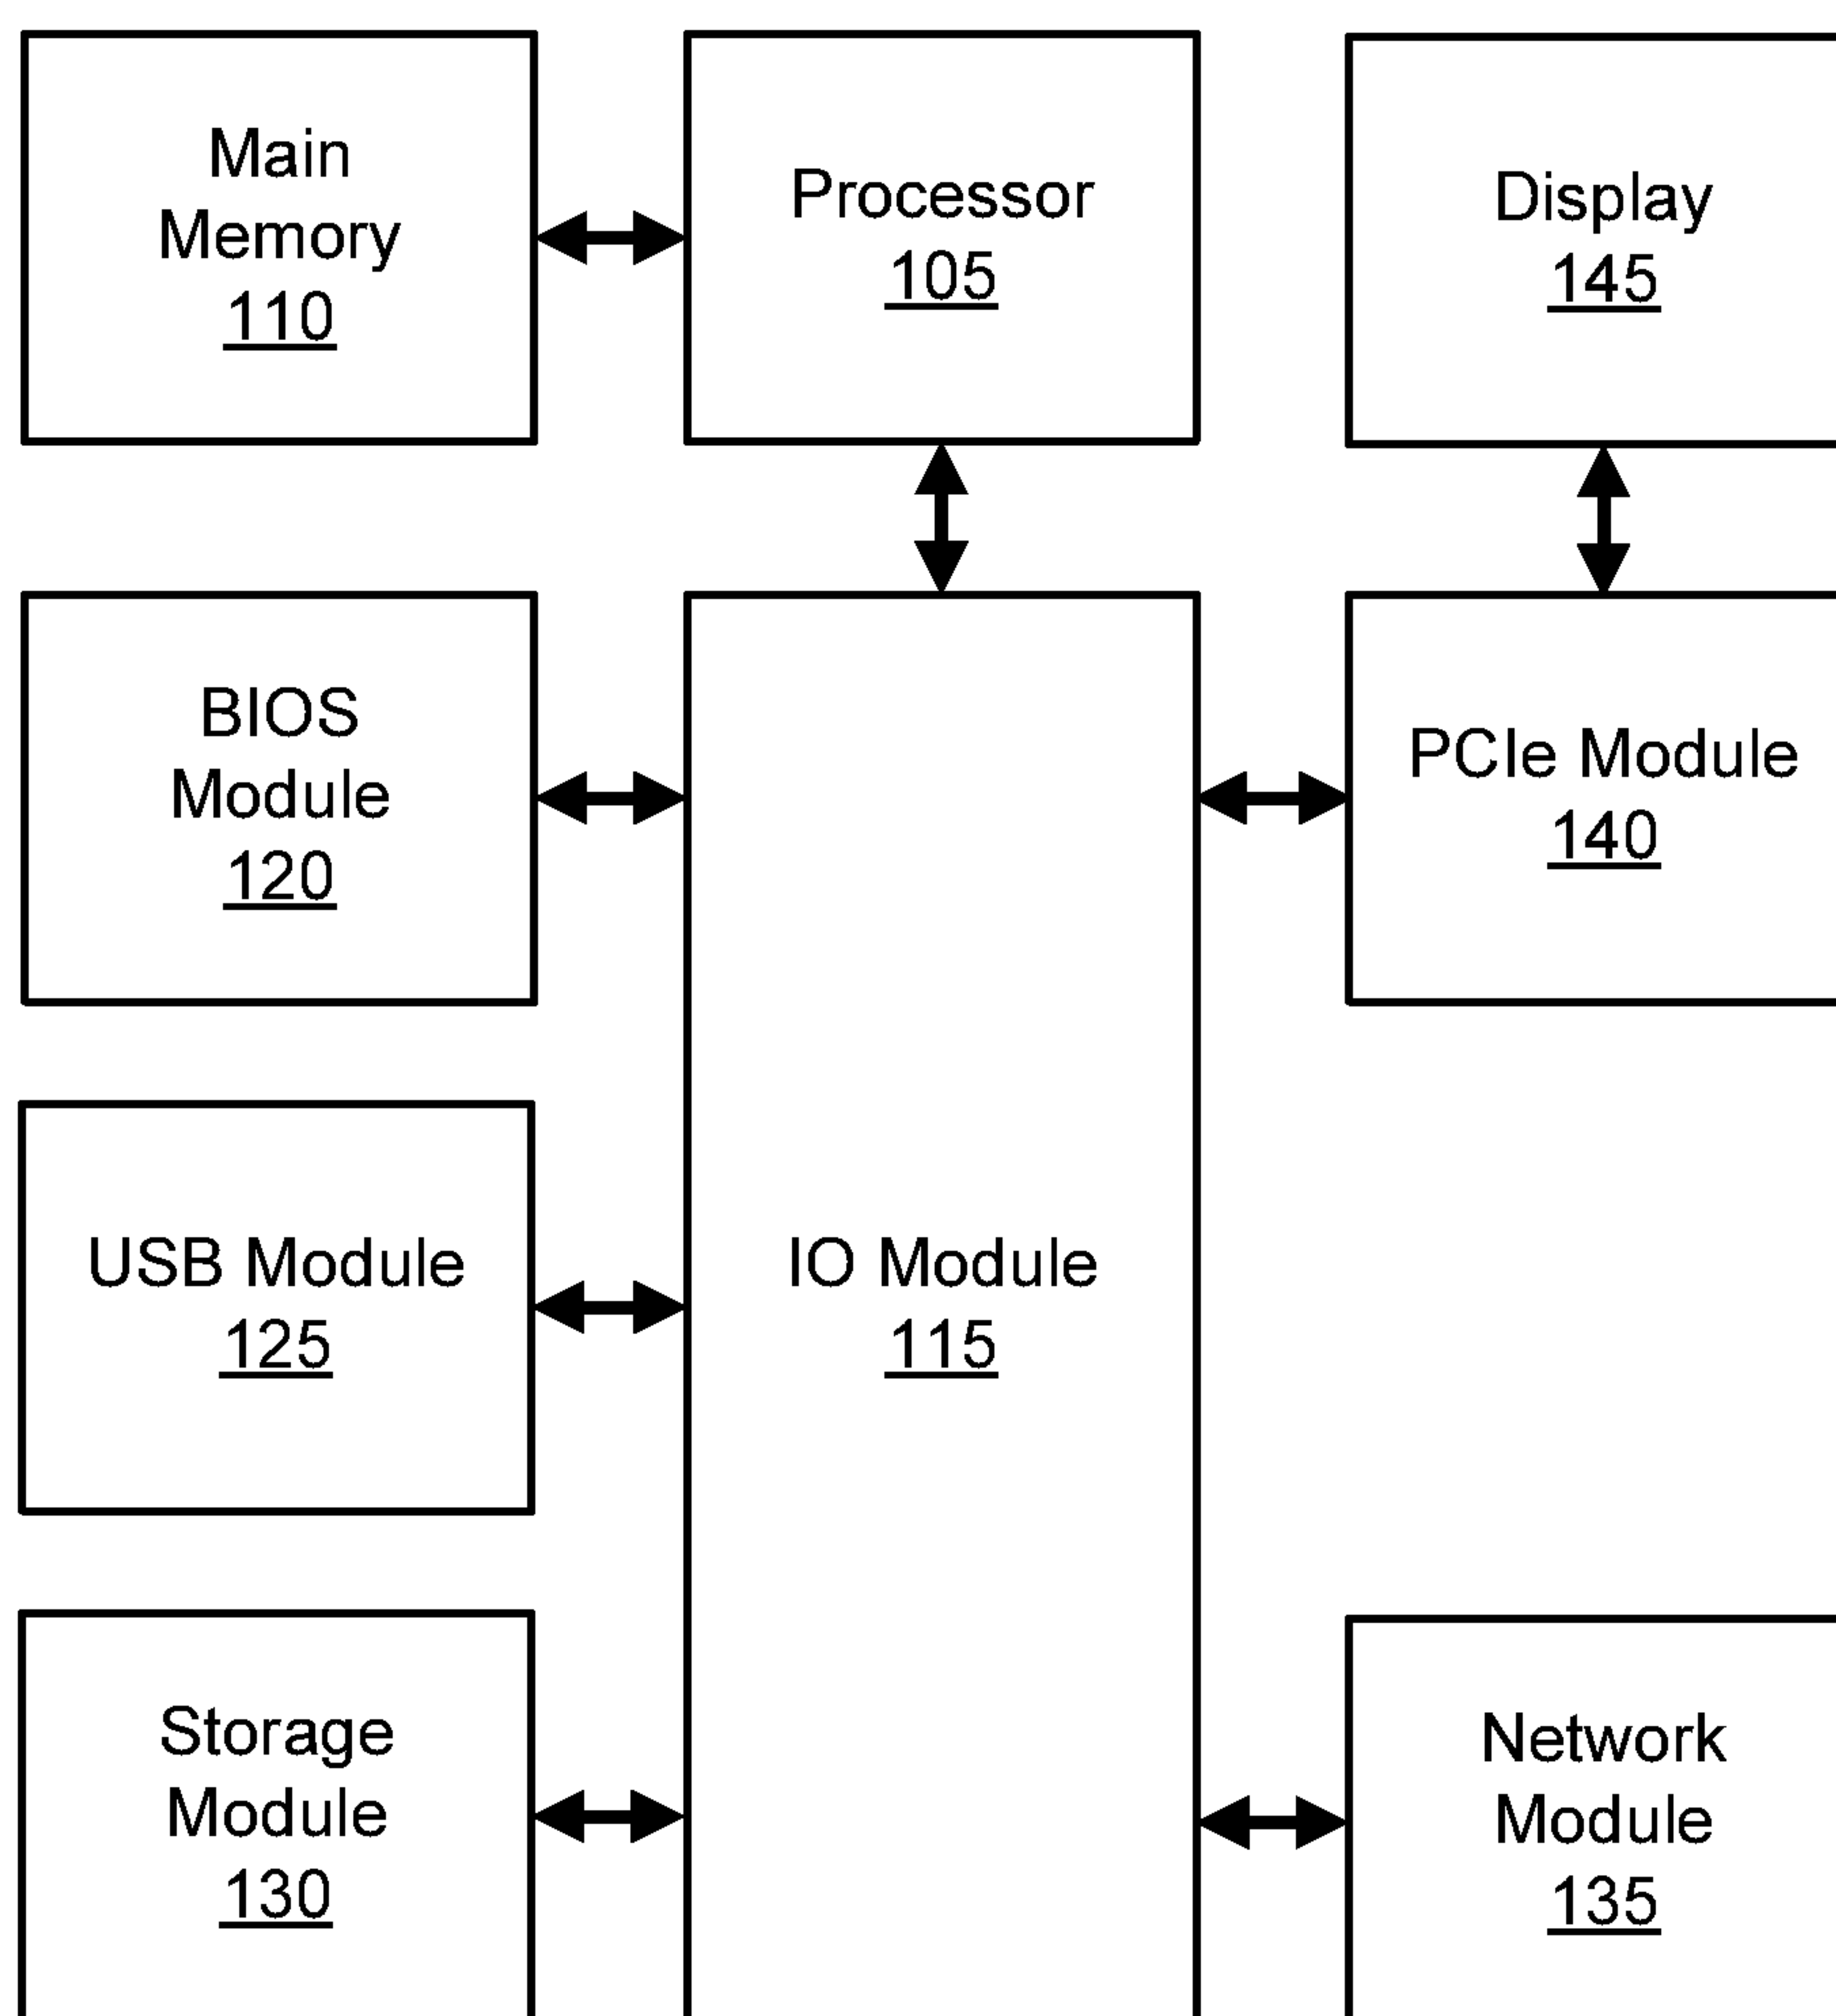 Main
Memory
110
Processor
105
Display
145
BIOS
Module
120
PCIe Module
140
USB Module
125
IO Module
115
Storage
Module
130
Network
Module
135